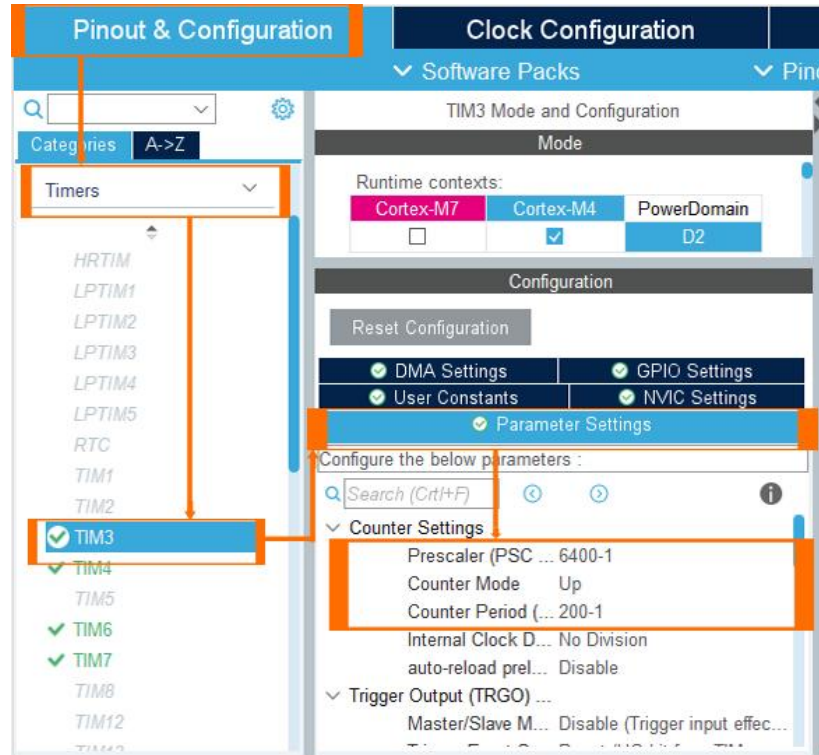 Pinout & Configuration
Clock Configuration
Software Packs
Pin
Categories
A->Z
Timers
HRTIM
LPTIM1
LPTIM2
LPTIM3
LPTIM4
LPTIM5
RTC
TIM1
TIM2
TIM3
TIM4
TIM5
TIM6
TIM7
TIM8
TIM12
TIM3 Mode and Configuration
Mode
Runtime contexts:
Cortex-M7 Cortex-M4 PowerDomain
D2
Configuration
Reset Configuration
DMA Settings GPIO Settings
User Constants NVIC Settings
Parameter Settings
Configure the below parameters :
Search (Crtl+F)
Counter Settings
Prescaler (PSC ... 6400-1
Counter Mode Up
Counter Period (... 200-1
Internal Clock D... No Division
auto-reload prel... Disable
Trigger Output (TRGO) ...
Master/Slave M... Disable (Trigger input effec...